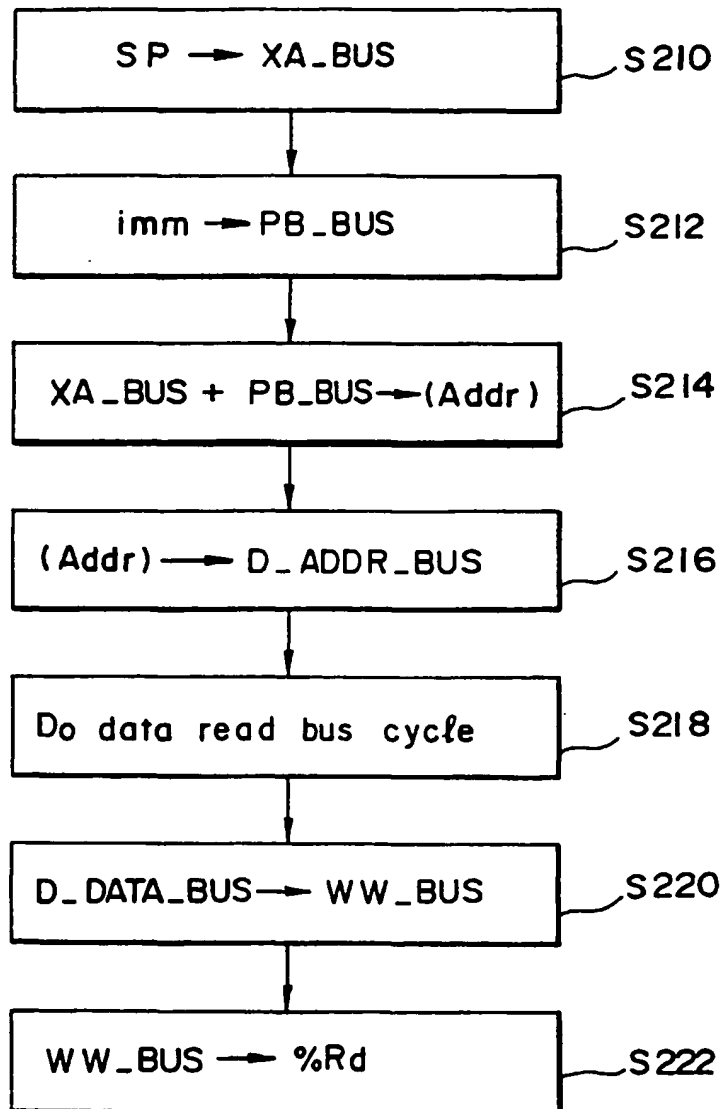 SP → XA_BUS
S210
imm → PB_BUS
S212
XA_BUS + PB_BUS → (Addr)
S214
(Addr) → D_ADDR_BUS
S216
Do data read bus cycle
S218
D_DATA_BUS → WW_BUS
S220
WW_BUS → %Rd
S222